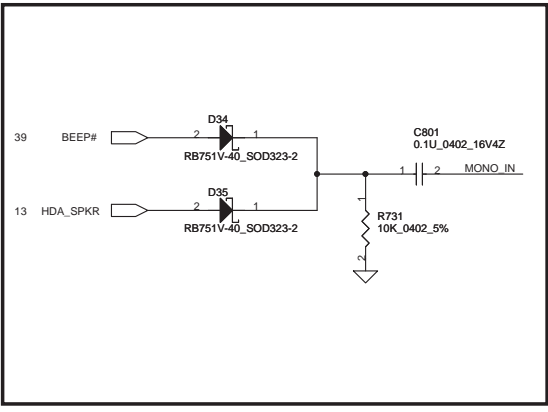 D34
39 BEEP# 2 1
RB751V-40_SOD323-2
C801
0.1U_0402_16V4Z
1 2 MONO_IN
D35
13 HDA_SPKR 2 1
RB751V-40_SOD323-2
1
R731
10K_0402_5%
2